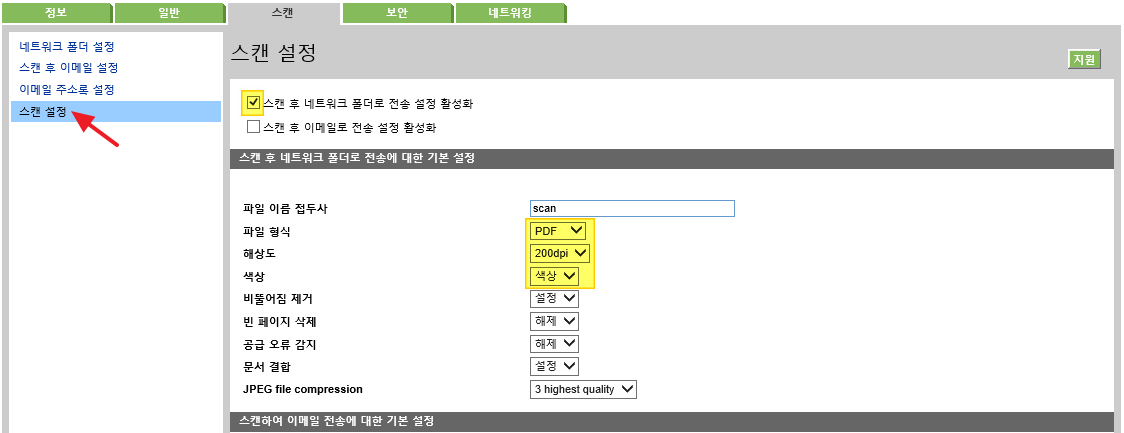 정보 일반 스캔 보안 네트워킹
네트워크 폴더 설정
스캔 후 이메일 설정
이메일 주소록 설정
스캔 설정
스캔 설정
지원
스캔 후 네트워크 폴더로 전송 설정 활성화
스캔 후 이메일로 전송 설정 활성화
스캔 후 네트워크 폴더로 전송에 대한 기본 설정
파일 이름 접두사 scan
파일 형식 PDF
해상도 200dpi
색상 색상
비뚤어짐 제거 설정
빈 페이지 삭제 해제
공급 오류 감지 해제
문서 결합 설정
JPEG file compression 3 highest quality
스캔하여 이메일 전송에 대한 기본 설정